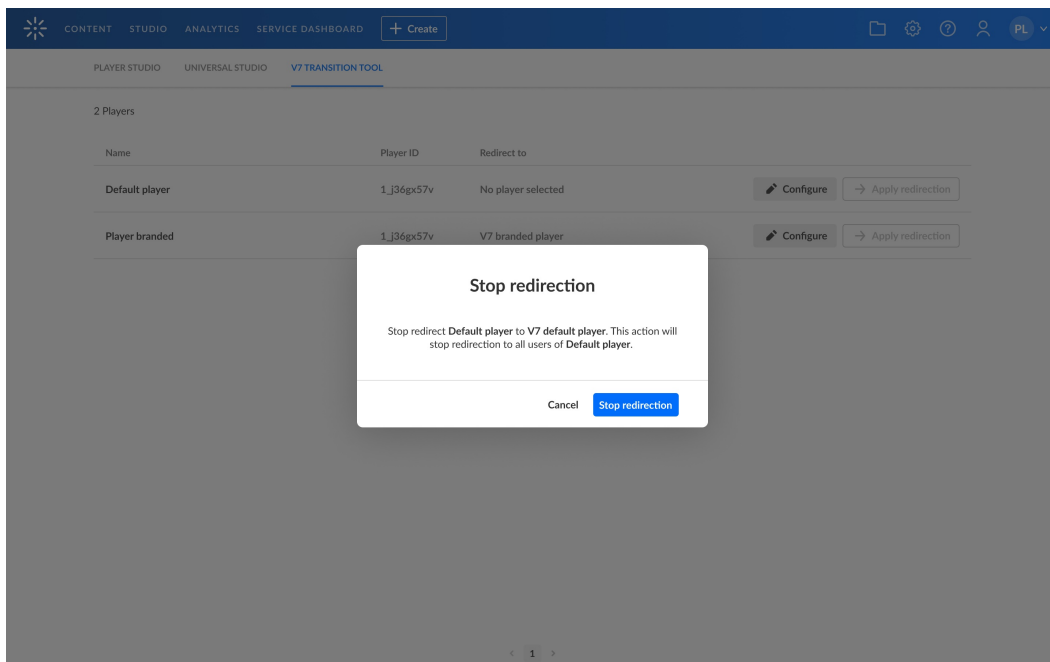 CONTENT STUDIO ANALYTICS SERVICE DASHBOARD + Create PL
PLAYER STUDIO UNIVERSAL STUDIO V7 TRANSITION TOOL
2 Players
Name Player ID Redirect to
Default player 1_j36gx57v No player selected Configure → Apply redirection
Player branded 1_j36gx57v V7 branded player Configure → Apply redirection
Stop redirection
Stop redirect Default player to V7 default player. This action will
stop redirection to all users of Default player.
Cancel Stop redirection
< 1 >